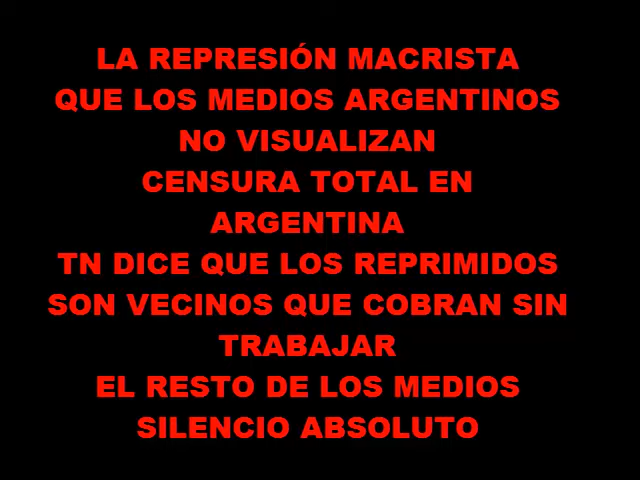 LA REPRESIÓN MACRISTA
QUE LOS MEDIOS ARGENTINOS
NO VISUALIZAN
CENSURA TOTAL EN
ARGENTINA
TN DICE QUE LOS REPRIMIDOS
SON VECINOS QUE COBRAN SIN
TRABAJAR
EL RESTO DE LOS MEDIOS
SILENCIO ABSOLUTO